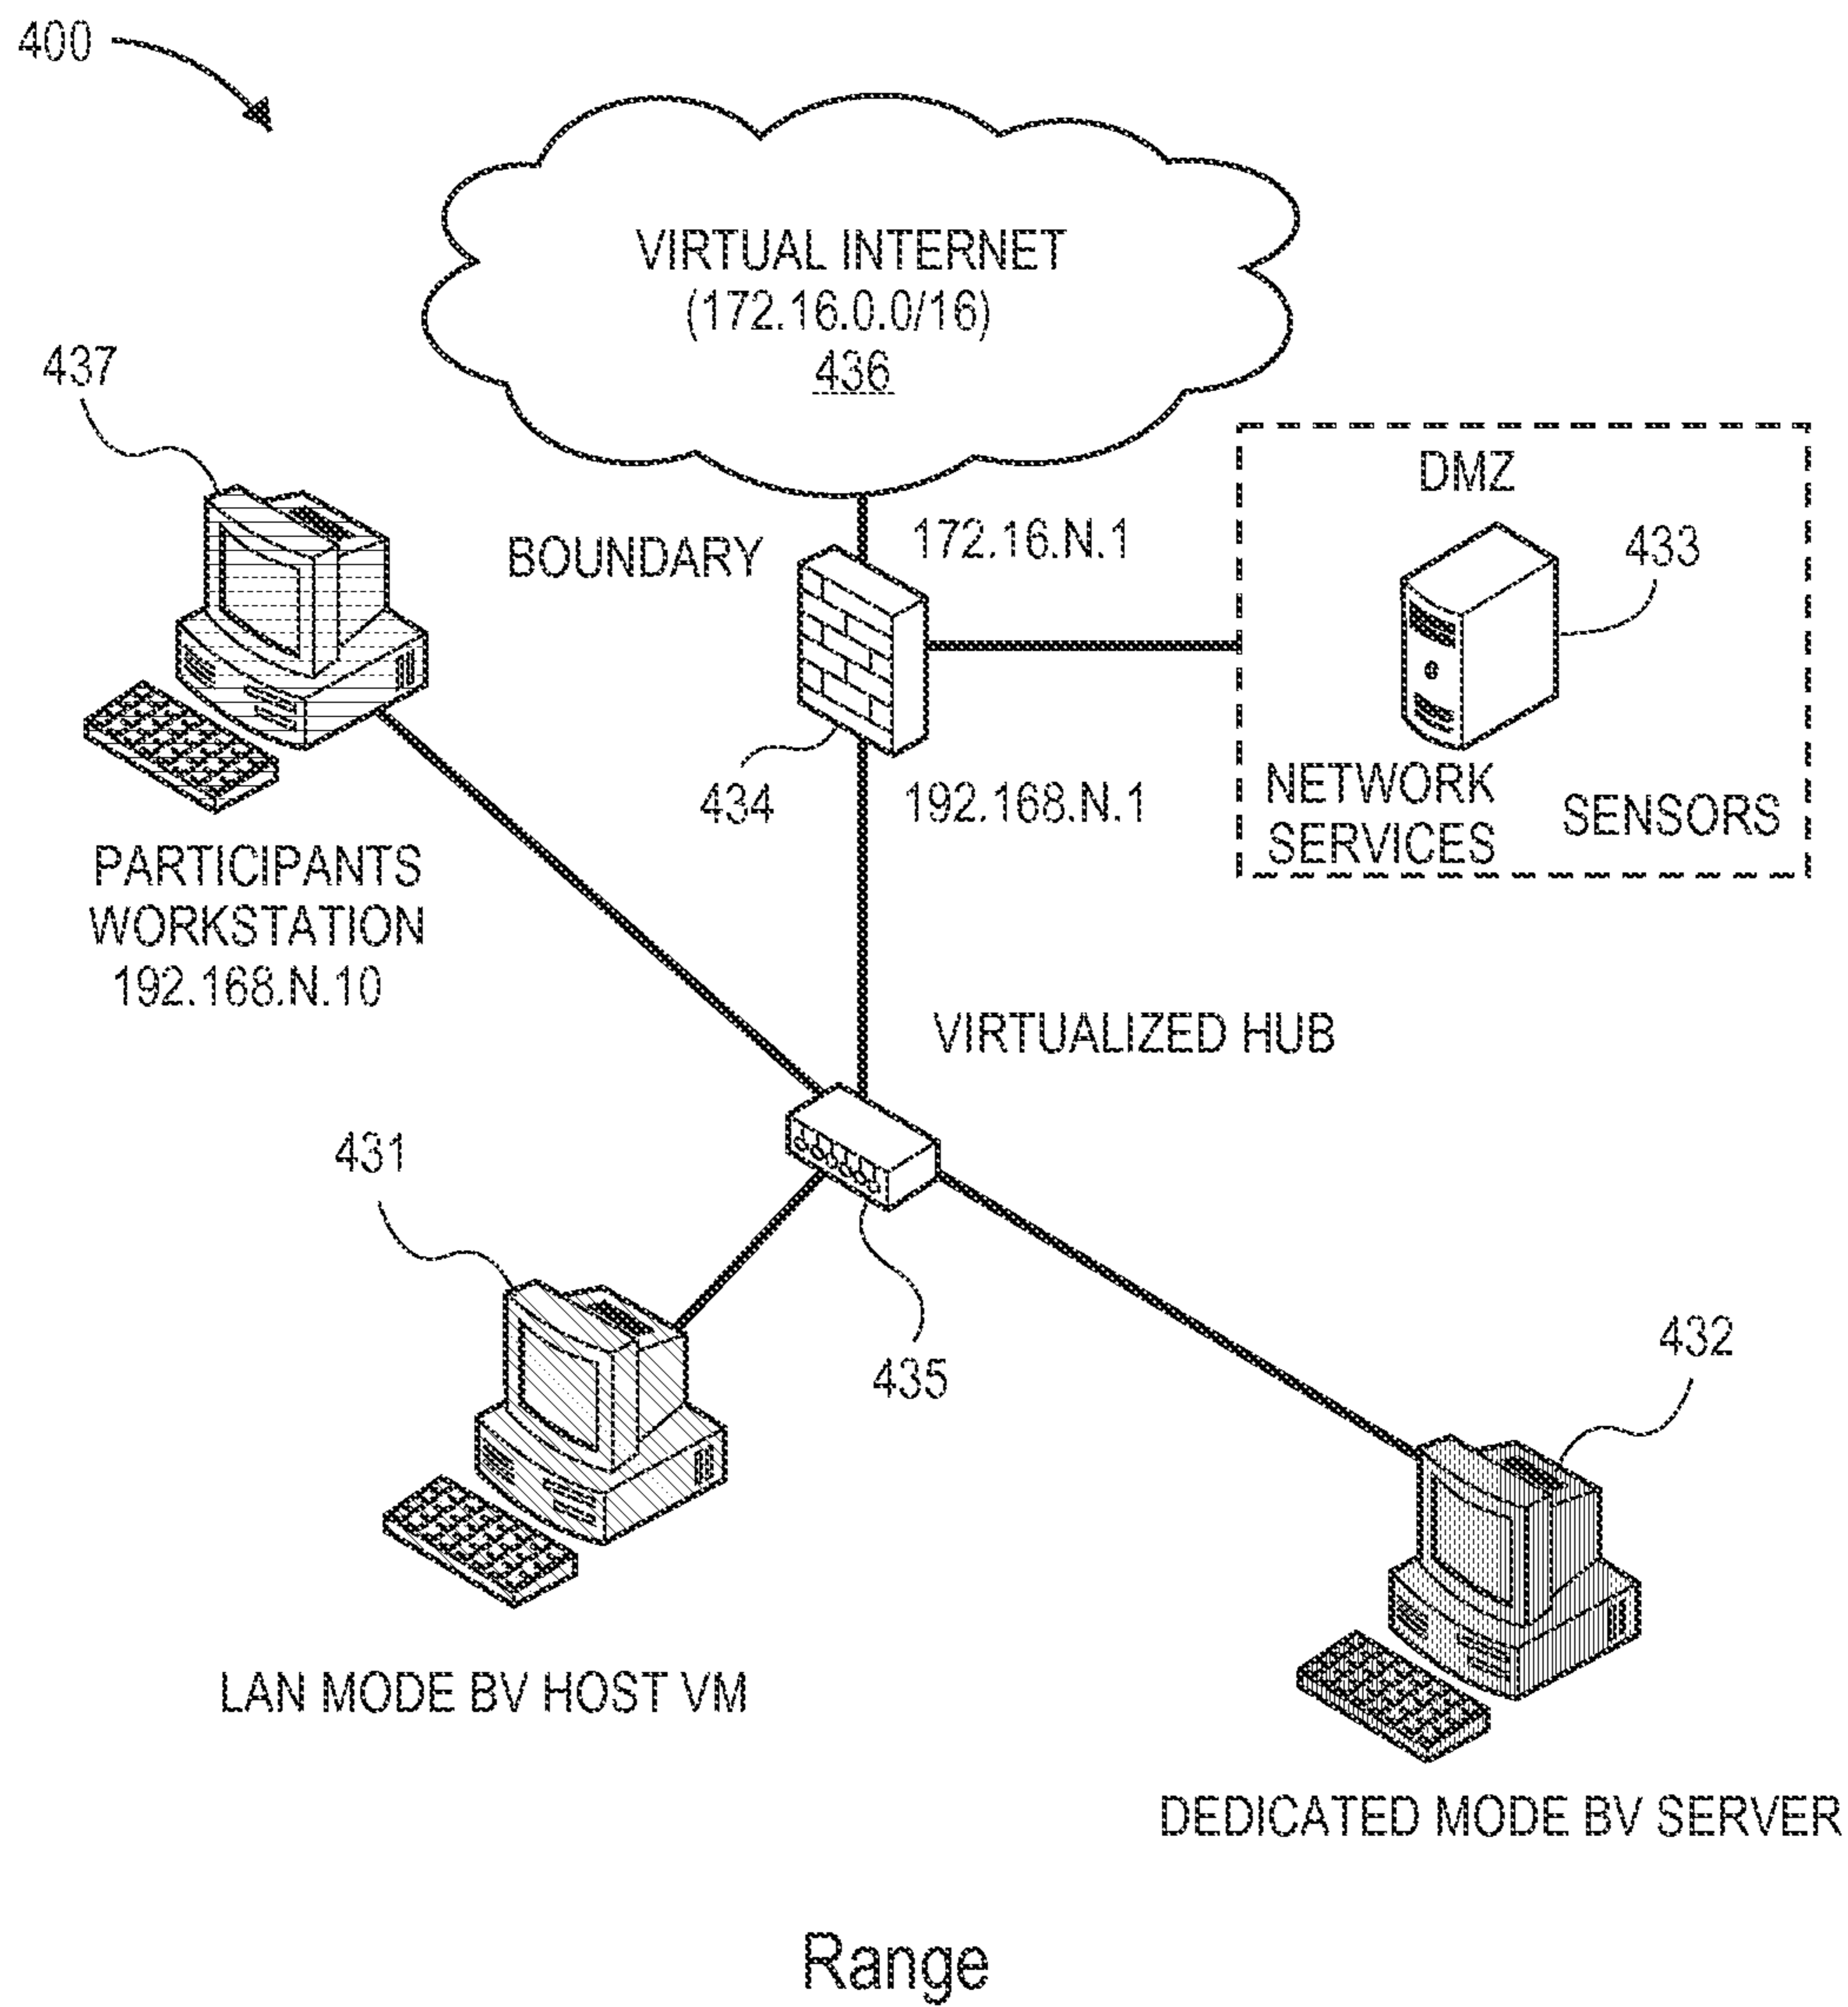 400
VIRTUAL INTERNET
(172.16.0.0/16)
436
437
BOUNDARY
172.16.N.1
DMZ
433
434
192.168.N.1
NETWORK
SERVICES
SENSORS
PARTICIPANTS
WORKSTATION
192.168.N.10
VIRTUALIZED HUB
431
435
432
LAN MODE BV HOST VM
DEDICATED MODE BV SERVER
Range